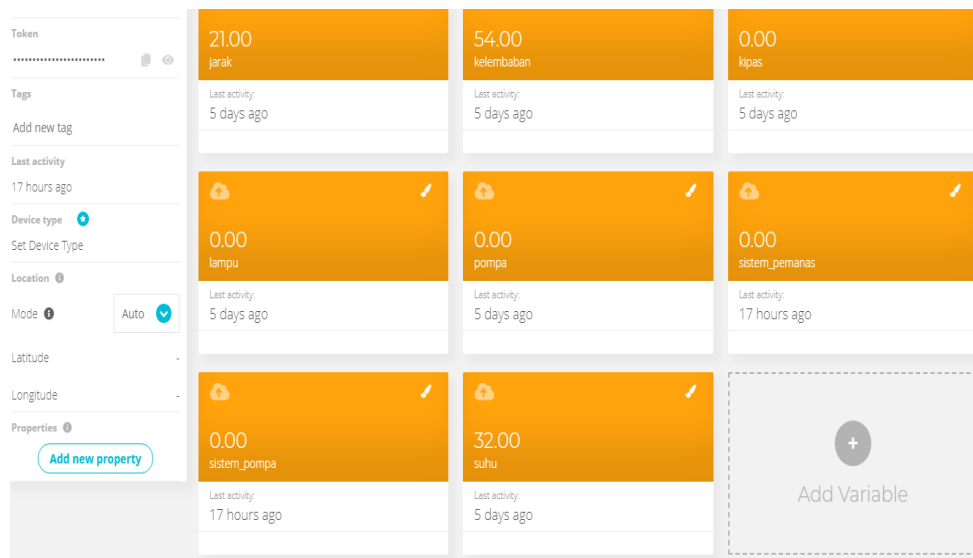 Token
••••••••••••••••••••••••
Tags
Add new tag
Last activity
17 hours ago
Device type
Set Device Type
Location
Mode
Auto
Latitude
-
Longitude
-
Properties
Add new property
21.00
jarak
Last activity:
5 days ago
54.00
kelembaban
Last activity:
5 days ago
0.00
kipas
Last activity:
5 days ago
0.00
lampu
Last activity:
5 days ago
0.00
pompa
Last activity:
5 days ago
0.00
sistem_pemanas
Last activity:
17 hours ago
0.00
sistem_pompa
Last activity:
17 hours ago
32.00
suhu
Last activity:
5 days ago
Add Variable